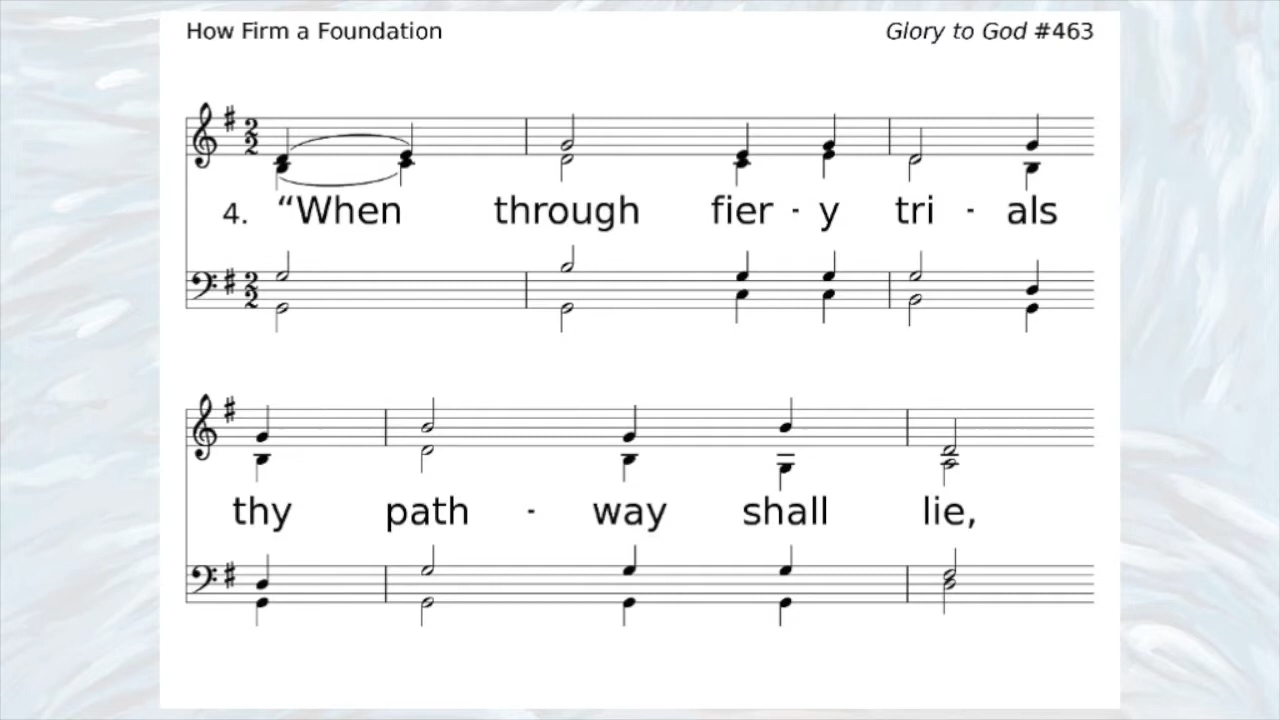 How Firm a Foundation Glory to God #463
4. “When through fier - y tri - als
thy path - way shall lie,